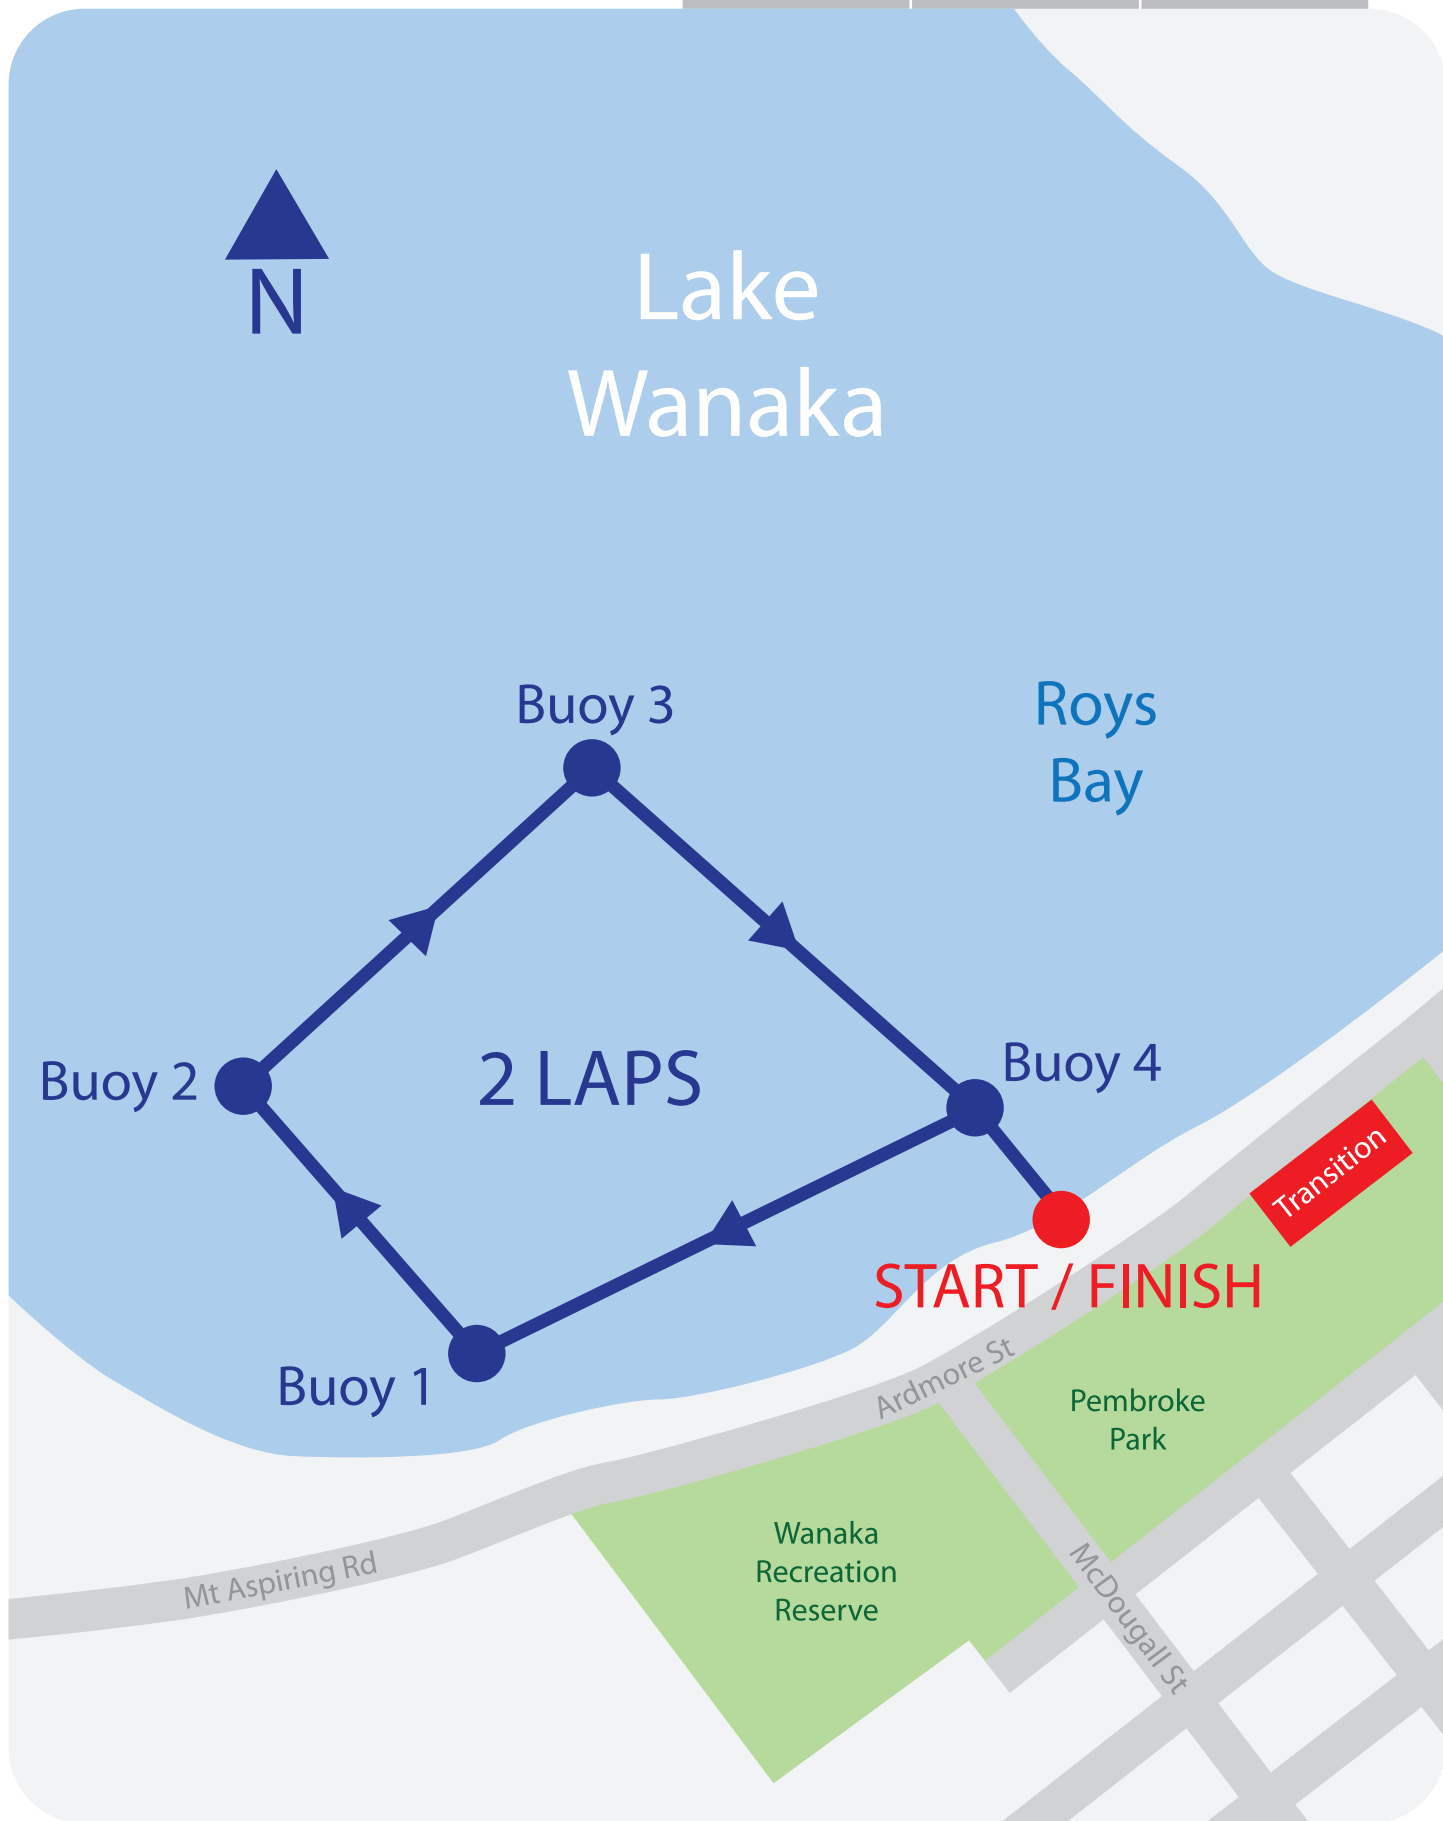 N
Lake
Wanaka
Roys
Bay
Buoy 3
Buoy 2
2 LAPS
Buoy 4
Transition
START / FINISH
Buoy 1
Ardmore St
Pembroke
Park
Wanaka
Recreation
Reserve
Mt Aspiring Rd
McDougall St